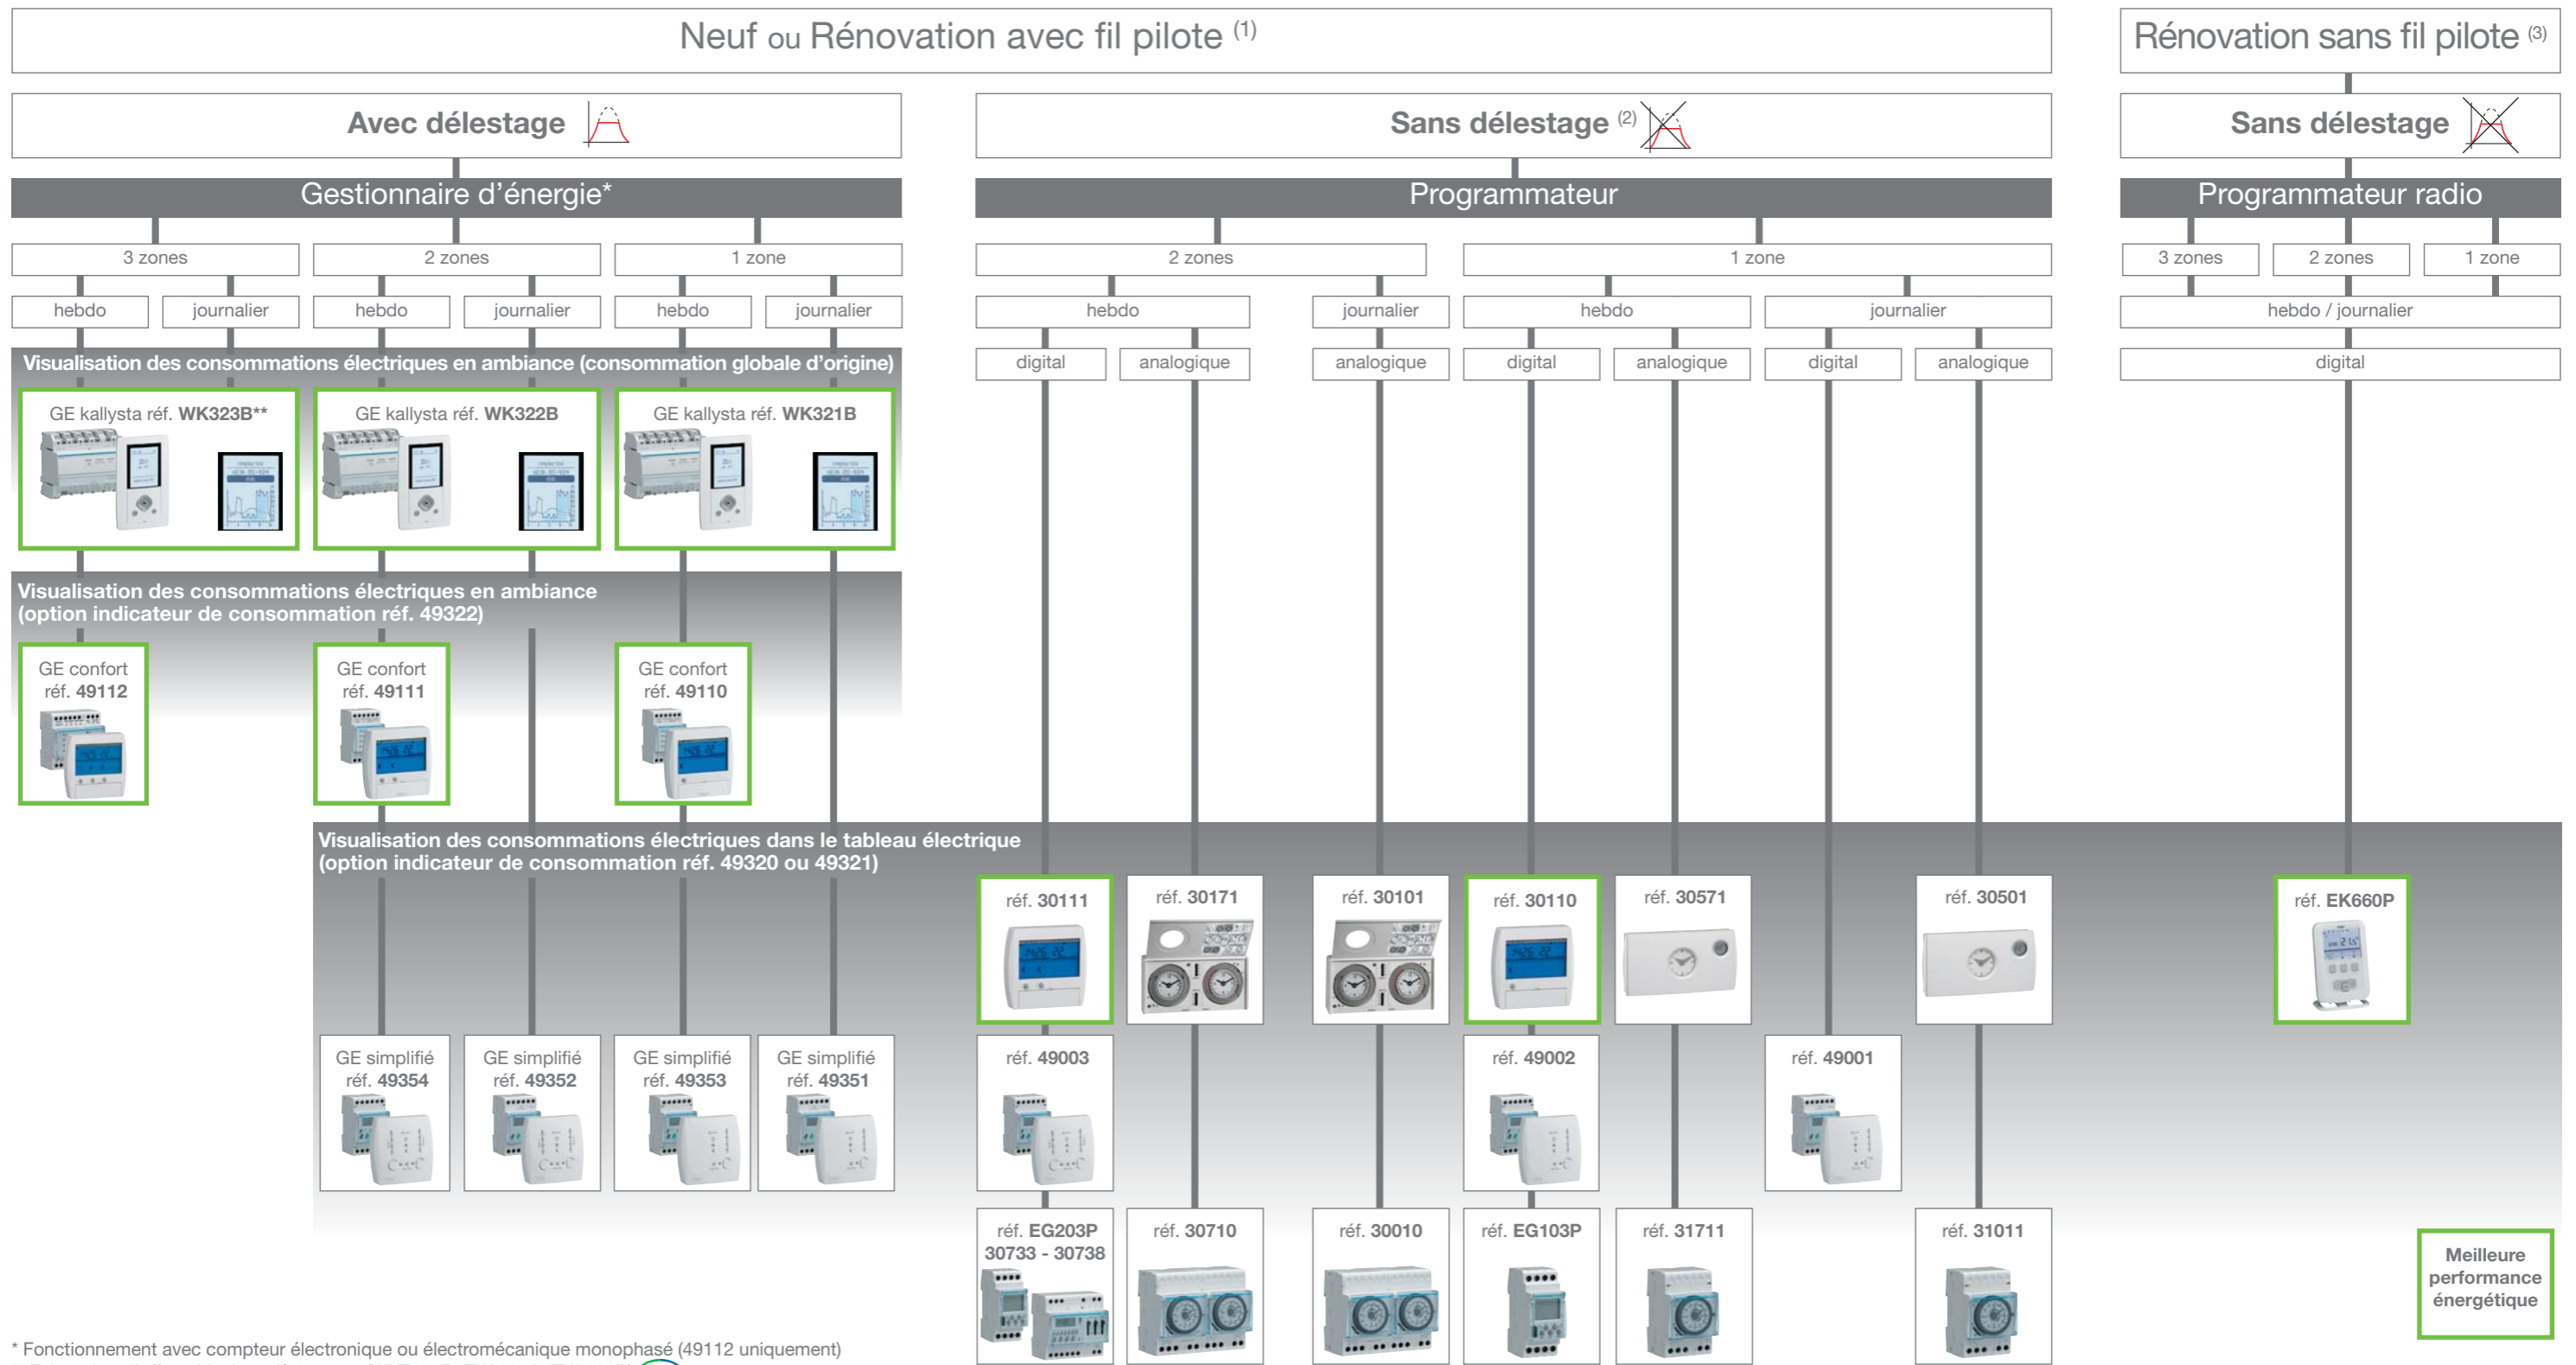 Neuf ou Rénovation avec fil pilote (1)
Rénovation sans fil pilote (3)
Avec délestage
Sans délestage (2)
Sans délestage
Gestionnaire d'énergie*
Programmateur
Programmateur radio
3 zones
2 zones
1 zone
2 zones
1 zone
3 zones
2 zones
1 zone
hebdo
journalier
hebdo
journalier
hebdo
journalier
hebdo
journalier
hebdo
journalier
hebdo / journalier
Visualisation des consommations électriques en ambiance (consommation globale d'origine)
digital
analogique
analogique
digital
analogique
digital
analogique
digital
GE kallysta réf. WK323B**
GE kallysta réf. WK322B
GE kallysta réf. WK321B
Visualisation des consommations électriques en ambiance
(option indicateur de consommation réf. 49322)
GE confort
réf. 49112
GE confort
réf. 49111
GE confort
réf. 49110
Visualisation des consommations électriques dans le tableau électrique
(option indicateur de consommation réf. 49320 ou 49321)
réf. 30111
réf. 30171
réf. 30101
réf. 30110
réf. 30571
réf. 30501
réf. EK660P
GE simplifié
réf. 49354
GE simplifié
réf. 49352
GE simplifié
réf. 49353
GE simplifié
réf. 49351
réf. 49003
réf. 49002
réf. 49001
réf. EG203P
30733 - 30738
réf. 30710
réf. 30010
réf. EG103P
réf. 31711
réf. 31011
Meilleure
performance
énergétique
* Fonctionnement avec compteur électronique ou électromécanique monophasé (49112 uniquement)